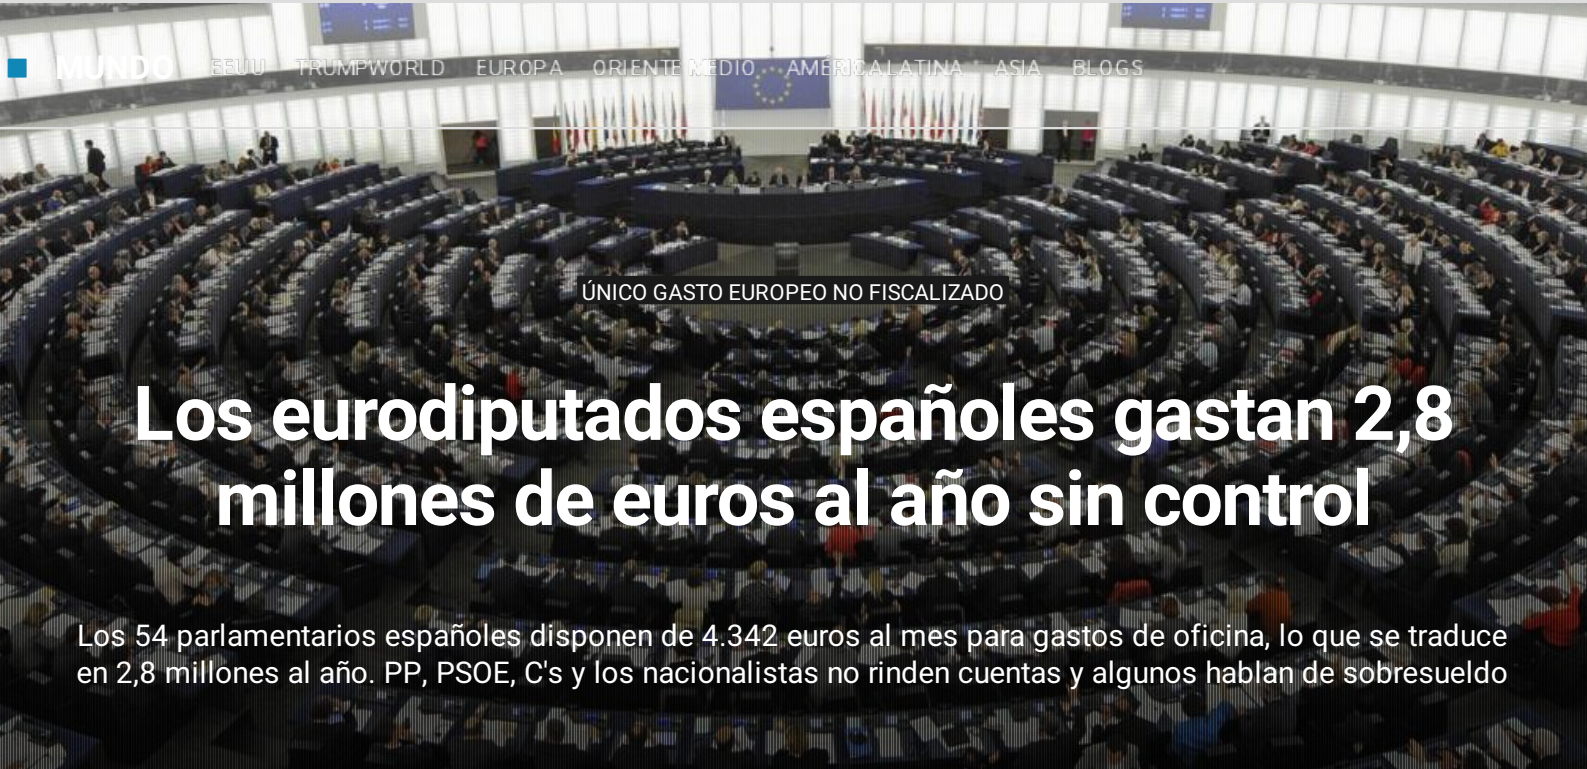 MUNDO EEUU TRUMPWORLD EUROPA ORIENTE MEDIO AMÉRICA LATINA ASIA BLOGS
ÚNICO GASTO EUROPEO NO FISCALIZADO
Los eurodiputados españoles gastan 2,8
millones de euros al año sin control
Los 54 parlamentarios españoles disponen de 4.342 euros al mes para gastos de oficina, lo que se traduce
en 2,8 millones al año. PP, PSOE, C's y los nacionalistas no rinden cuentas y algunos hablan de sobresueldo